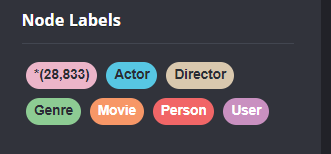 Node Labels
*(28,833) Actor Director
Genre Movie Person User